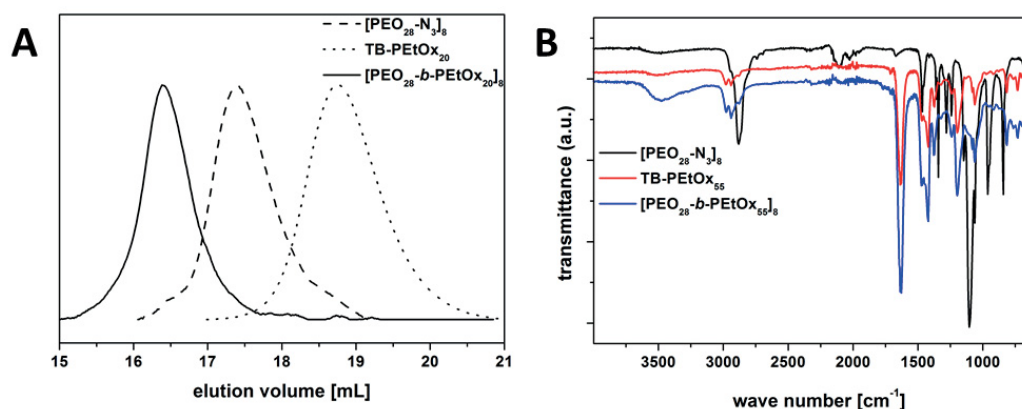 A
[PEO28-N3]8
TB-PEtOx20
[PEO28-b-PEtOx20]8
15 16 17 18 19 20 21
elution volume [mL]
B
transmittance (a.u.)
[PEO28-N3]8
TB-PEtOx55
[PEO28-b-PEtOx55]8
3500 3000 2500 2000 1500 1000
wave number [cm-1]